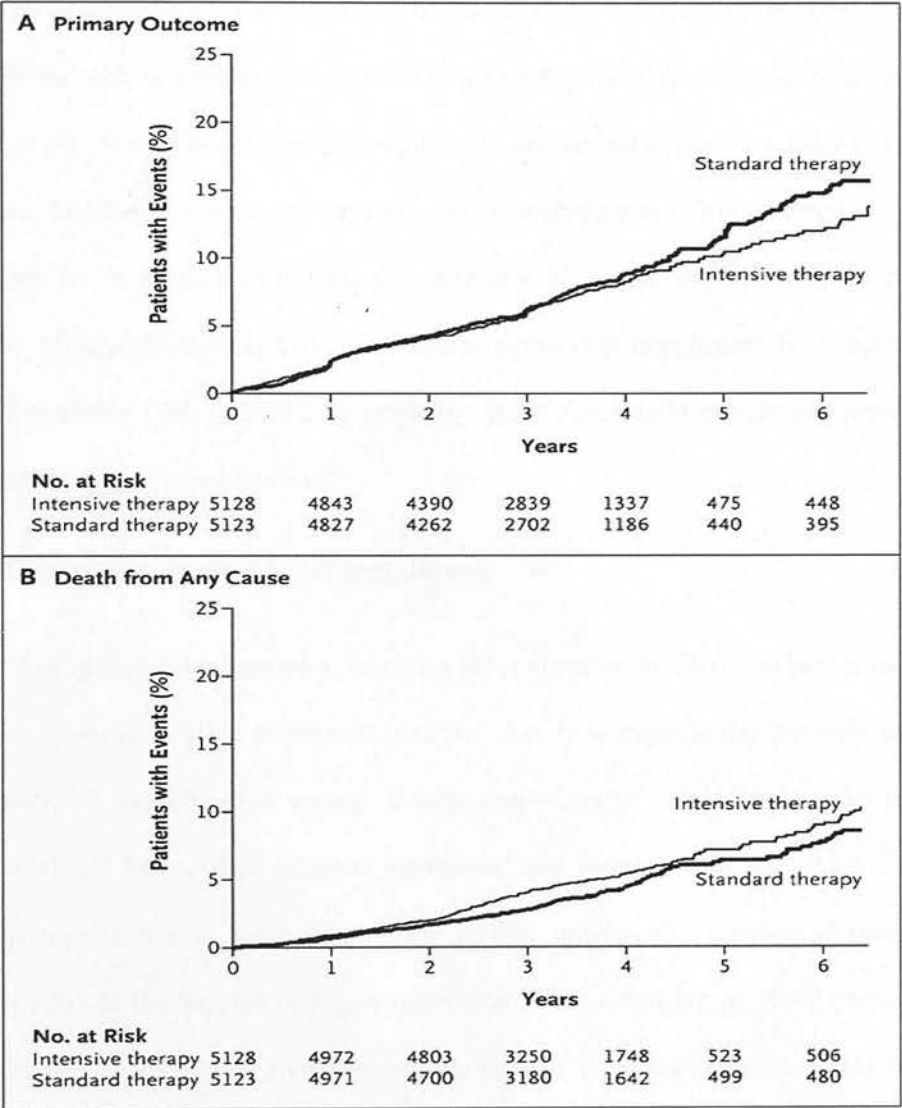 A Primary Outcome
25
20
15
10
5
0
Patients with Events (%)
Standard therapy
Intensive therapy
0 1 2 3 4 5 6
Years
No. at Risk
Intensive therapy 5128 4843 4390 2839 1337 475 448
Standard therapy 5123 4827 4262 2702 1186 440 395
B Death from Any Cause
25
20
15
10
5
0
Patients with Events (%)
Intensive therapy
Standard therapy
0 1 2 3 4 5 6
Years
No. at Risk
Intensive therapy 5128 4972 4803 3250 1748 523 506
Standard therapy 5123 4971 4700 3180 1642 499 480